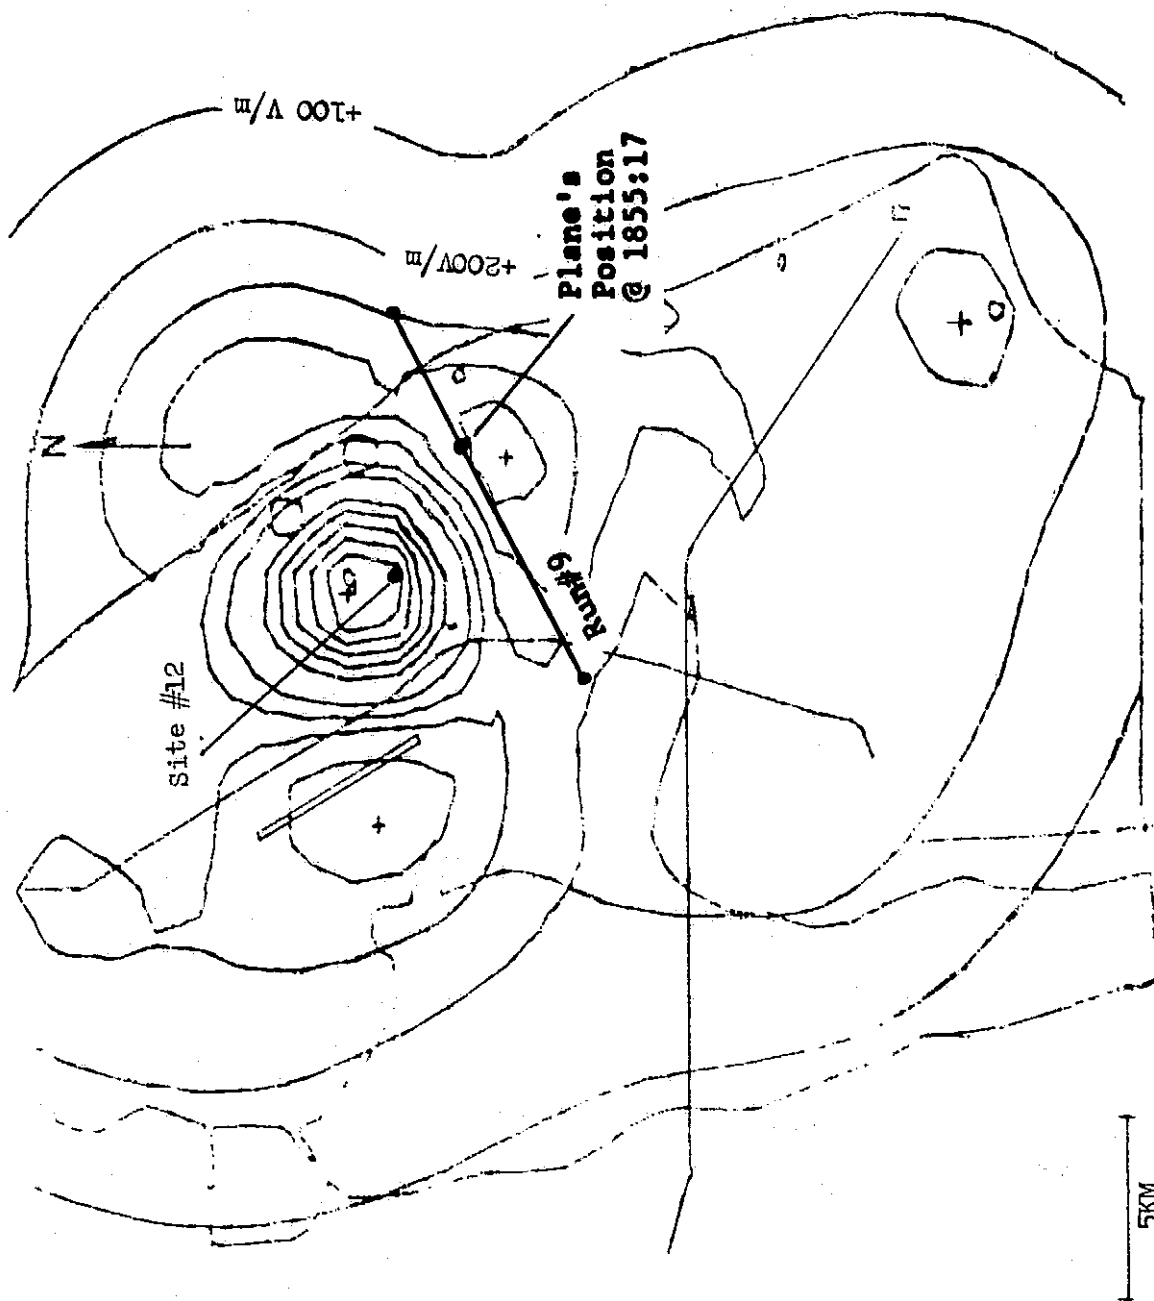 +100 V/m
+200V/m
N
Plane's
Position
@ 1855:17
Site #12
Run#9
5KM